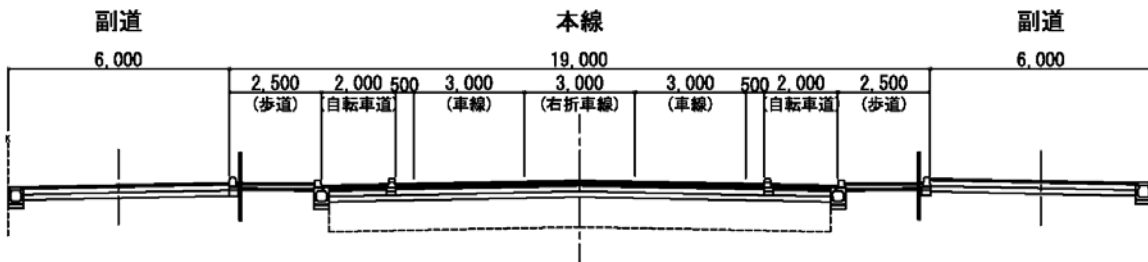 副道 本線 副道
6,000 19,000 6,000
2,500 2,000 500 3,000 3,000 3,000 500 2,000 2,500
(歩道) (自転車道) (車線) (右折車線) (車線) (自転車道) (歩道)